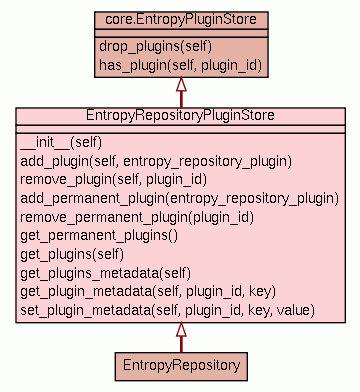 core.EntropyPluginStore
drop_plugins(self)
has_plugin(self, plugin_id)
EntropyRepositoryPluginStore
__init__(self)
add_plugin(self, entropy_repository_plugin)
remove_plugin(self, plugin_id)
add_permanent_plugin(entropy_repository_plugin)
remove_permanent_plugin(plugin_id)
get_permanent_plugins()
get_plugins(self)
get_plugins_metadata(self)
get_plugin_metadata(self, plugin_id, key)
set_plugin_metadata(self, plugin_id, key, value)
EntropyRepository